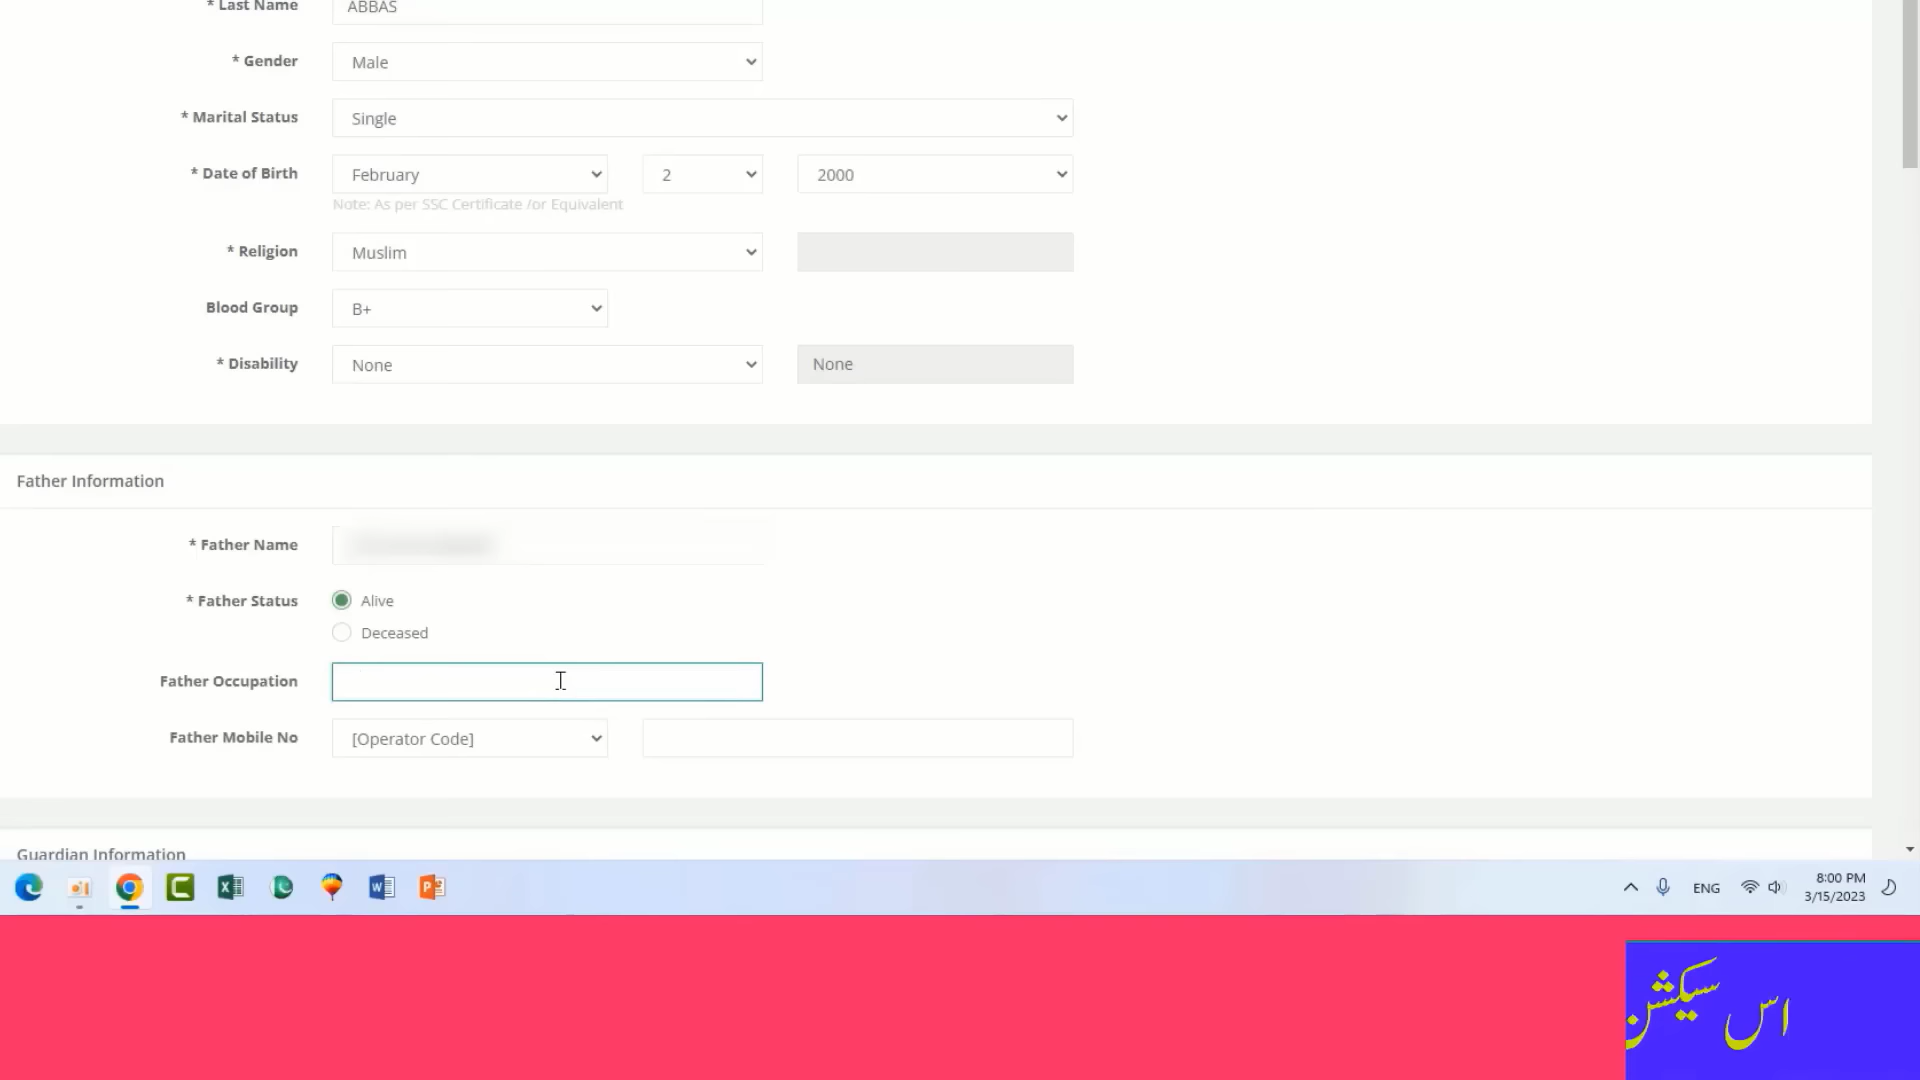 * Last Name ABBAS
* Gender Male
* Marital Status Single
* Date of Birth February 2 2000
Note: As per SSC Certificate /or Equivalent
* Religion Muslim
Blood Group B+
* Disability None None
Father Information
* Father Name
* Father Status Alive
Deceased
Father Occupation
Father Mobile No [Operator Code]
Guardian Information
ENG 8:00 PM
3/15/2023
اس سیکشن